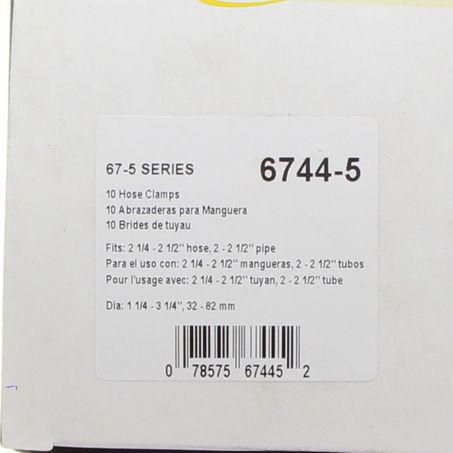 67-5 SERIES 6744-5
10 Hose Clamps
10 Abrazaderas para Manguera
10 Brides de tuyau
Fits: 2 1/4 - 2 1/2" hose, 2 - 2 1/2" pipe
Para el uso con: 2 1/4 - 2 1/2" mangueras, 2 - 2 1/2" tubos
Pour l'usage avec: 2 1/4 - 2 1/2" tuyan, 2 - 2 1/2" tube
Dia: 1 1/4 - 3 1/4", 32 - 82 mm
0 78575 67445 2